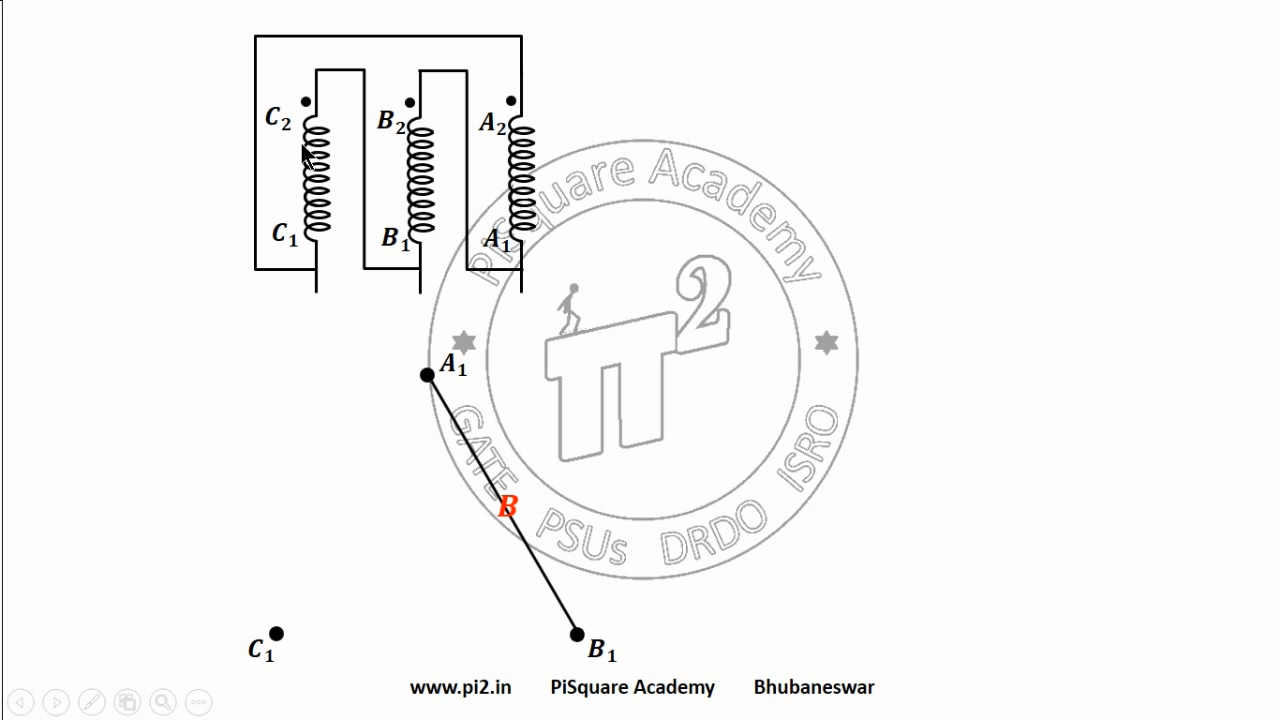 C₂ B₂ A₂
C₁ B₁ A₁
PiSquare Academy
π²
A₁
B
GATE PSUs DRDO ISRO
C₁ B₁
www.pi2.in PiSquare Academy Bhubaneswar